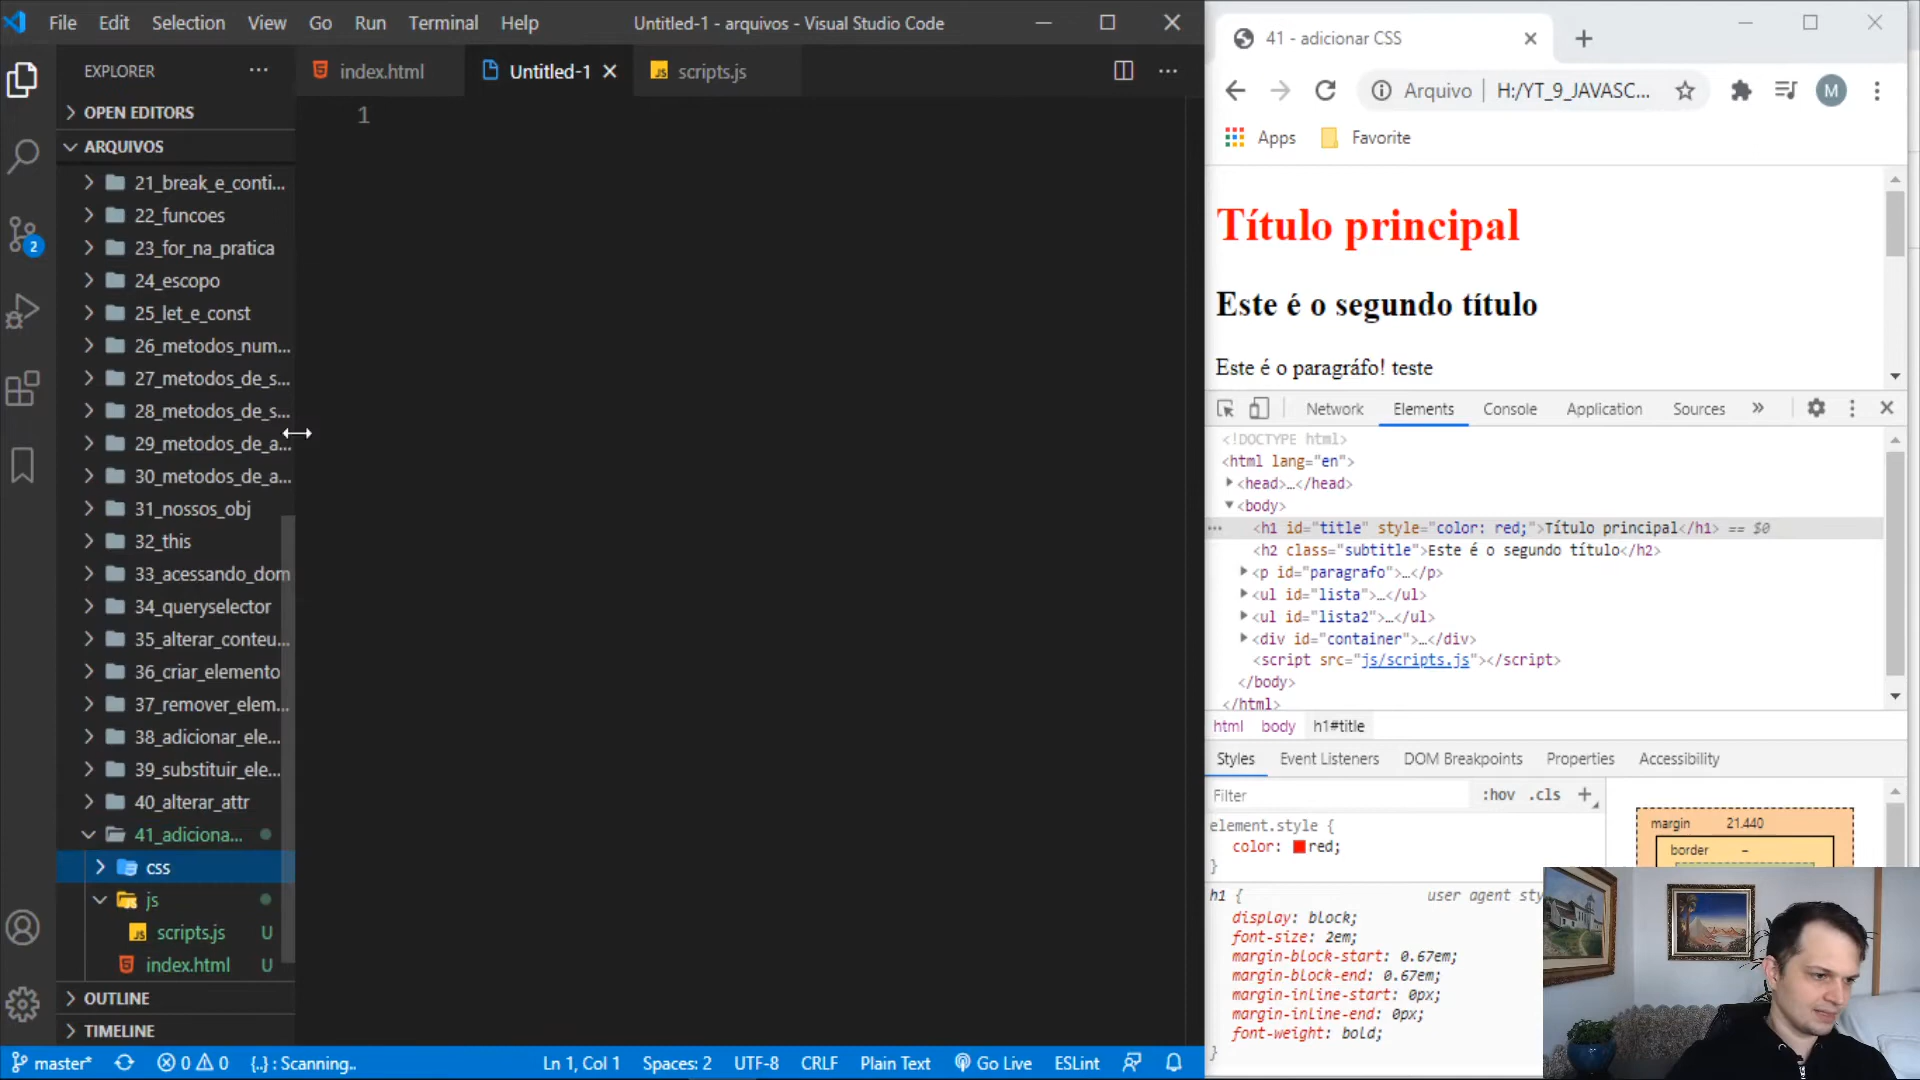 File Edit Selection View Go Run Terminal Help
Untitled-1 - arquivos - Visual Studio Code
EXPLORER
index.html
Untitled-1
scripts.js
OPEN EDITORS
ARQUIVOS
21_break_e_conti...
22_funcoes
23_for_na_pratica
24_escopo
25_let_e_const
26_metodos_num...
27_metodos_de_s...
28_metodos_de_s...
29_metodos_de_a...
30_metodos_de_a...
31_nossos_obj
32_this
33_acessando_dom
34_queryselector
35_alterar_conteu...
36_criar_elemento
37_remover_elem...
38_adicionar_ele...
39_substituir_ele...
40_alterar_attr
41_adiciona...
css
js
JS scripts.js U
index.html U
OUTLINE
TIMELINE
2
1
master* 0 0 {..} : Scanning.. Ln 1, Col 1 Spaces: 2 UTF-8 CRLF Plain Text Go Live ESLint
41 - adicionar CSS
Arquivo | H:/YT_9_JAVASC...
M
Apps Favorite
Título principal
Este é o segundo título
Este é o paragráfo! teste
Network Elements Console Application Sources »
<!DOCTYPE html>
<html lang="en">
<head>…</head>
<body>
··· <h1 id="title" style="color: red;">Título principal</h1> == $0
<h2 class="subtitle">Este é o segundo título</h2>
<p id="paragrafo">…</p>
<ul id="lista">…</ul>
<ul id="lista2">…</ul>
<div id="container">…</div>
<script src="js/scripts.js"></script>
</body>
</html>
html body h1#title
Styles Event Listeners DOM Breakpoints Properties Accessibility
Filter :hov .cls +
element.style {
color: red;
}
h1 { user agent sty
display: block;
font-size: 2em;
margin-block-start: 0.67em;
margin-block-end: 0.67em;
margin-inline-start: 0px;
margin-inline-end: 0px;
font-weight: bold;
}
margin 21.440
border –